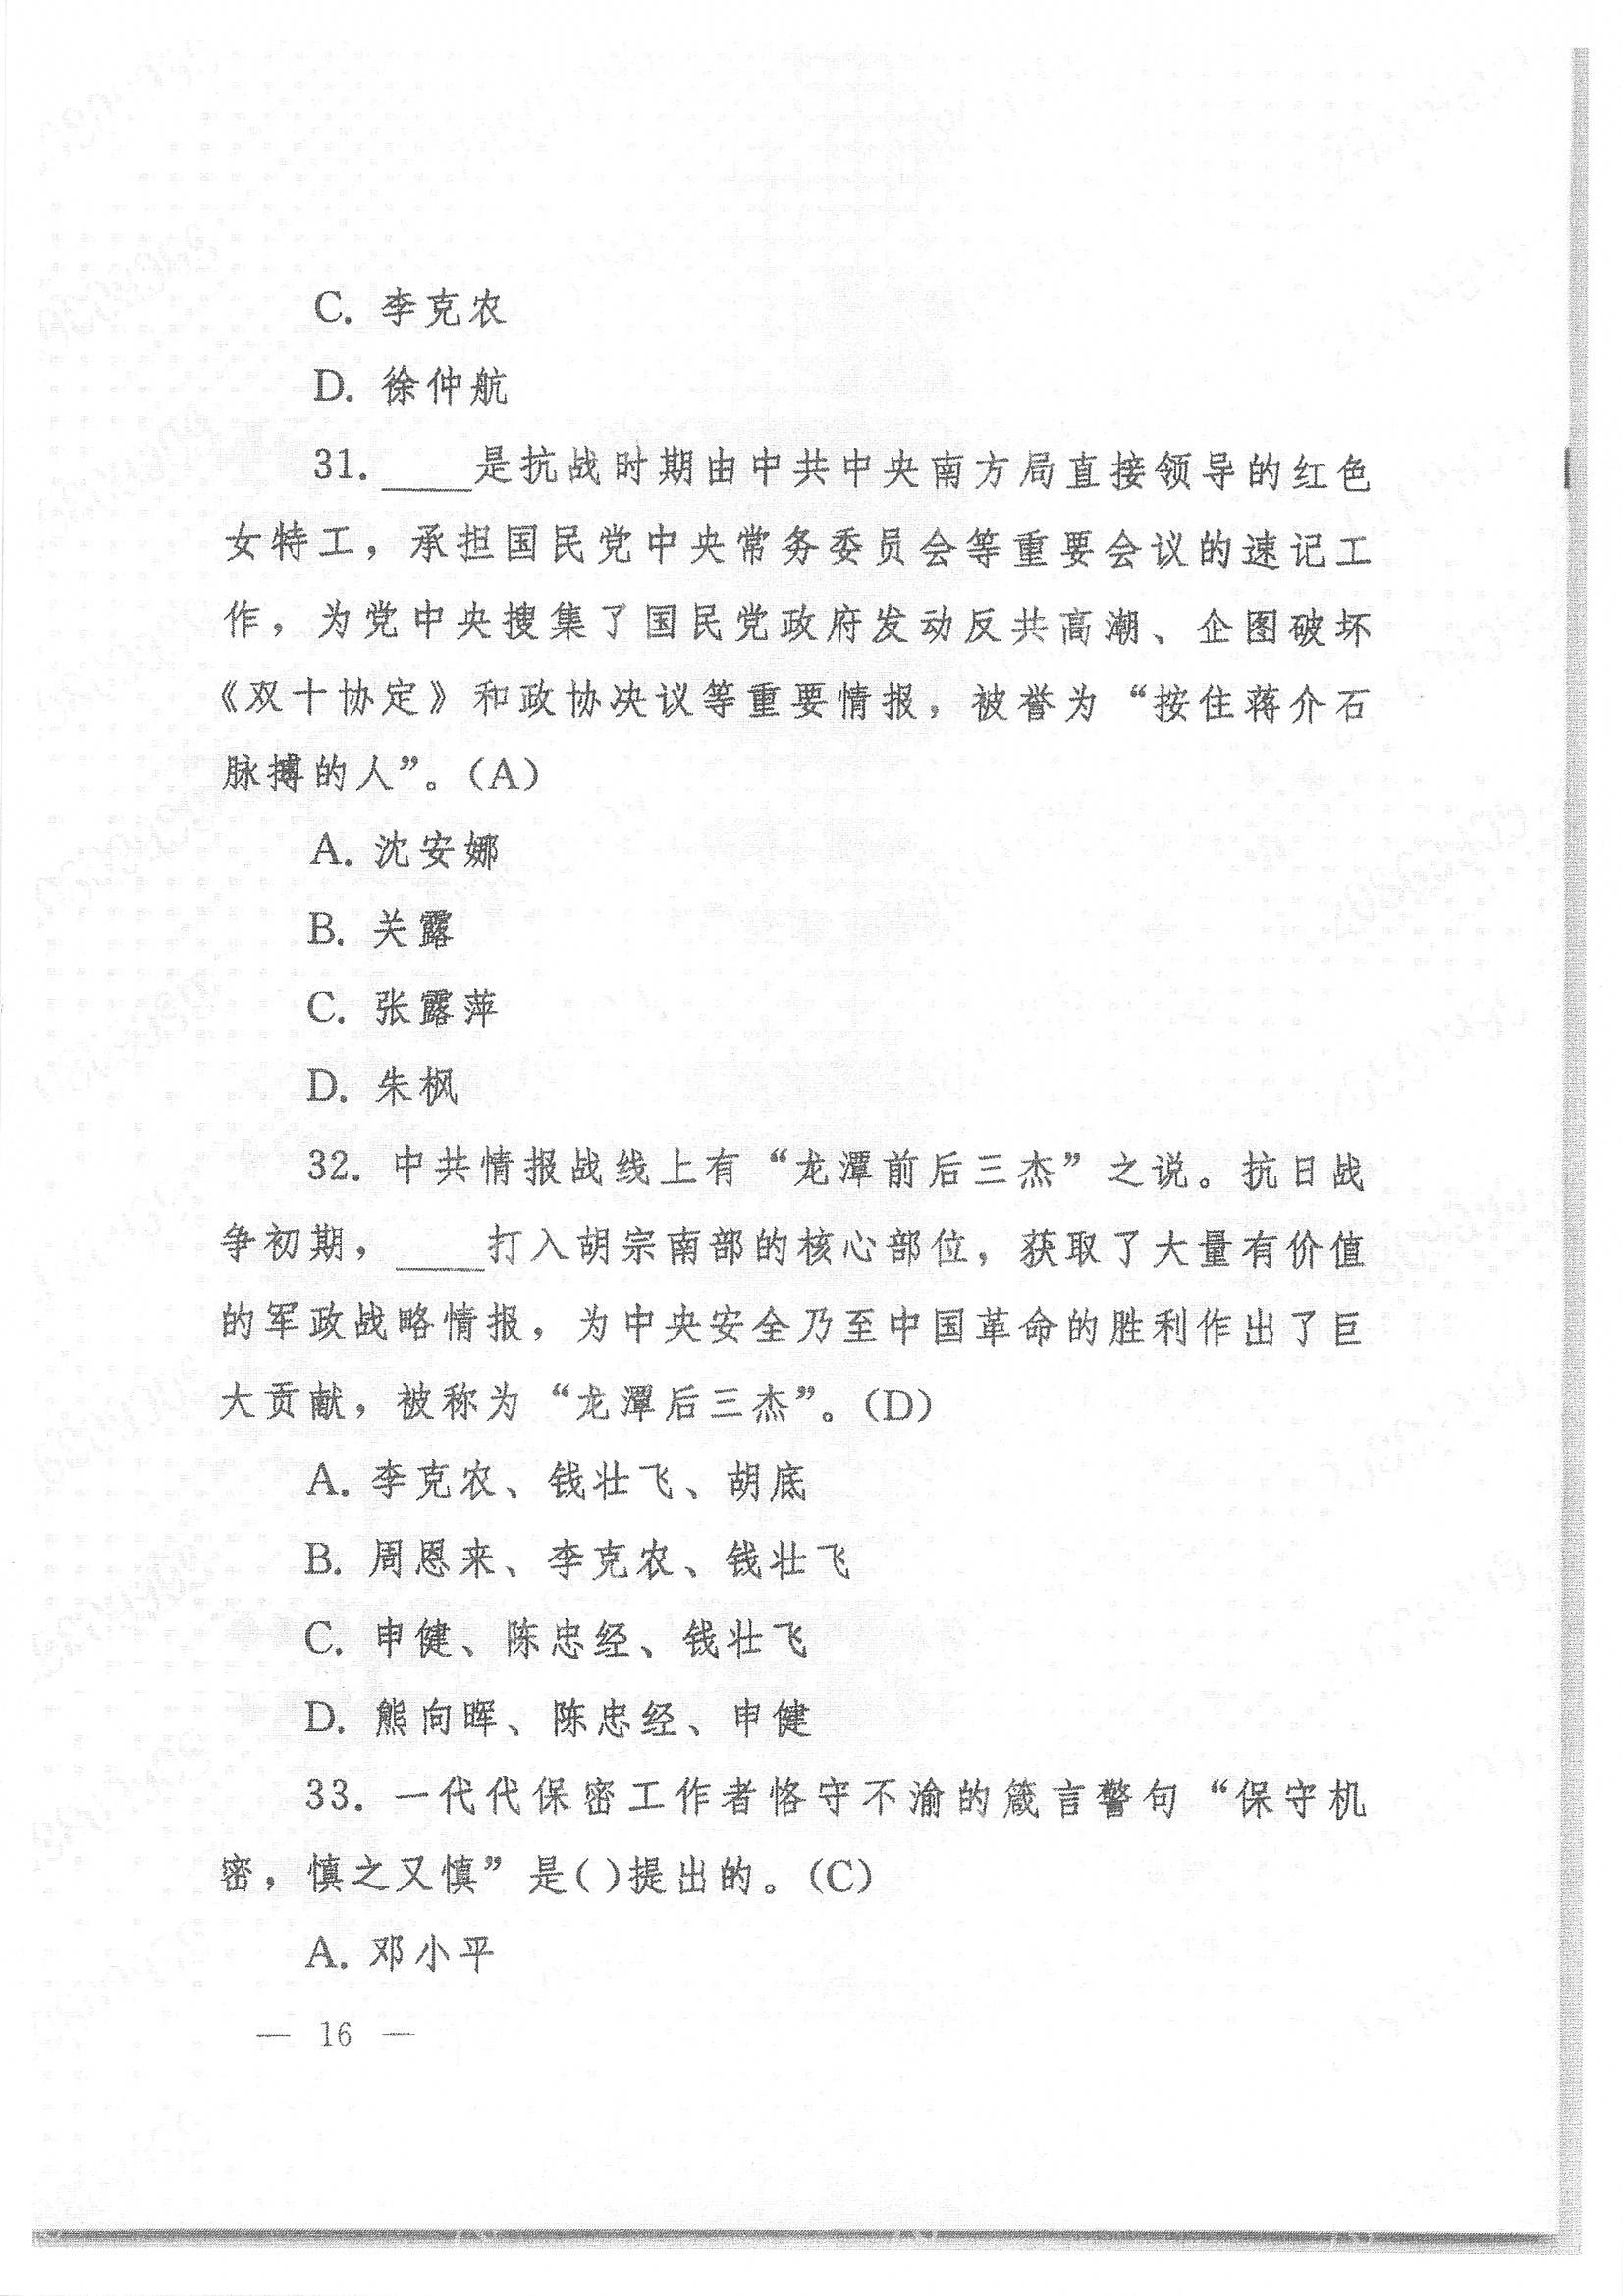 C. 李克农
D. 徐仲航
31. ____是抗战时期由中共中央南方局直接领导的红色
女特工，承担国民党中央常务委员会等重要会议的速记工
作，为党中央搜集了国民党政府发动反共高潮、企图破坏
《双十协定》和政协决议等重要情报，被誉为“按住蒋介石
脉搏的人”。（A）
A. 沈安娜
B. 关露
C. 张露萍
D. 朱枫
32. 中共情报战线上有“龙潭前后三杰”之说。抗日战
争初期，____打入胡宗南部的核心部位，获取了大量有价值
的军政战略情报，为中央安全乃至中国革命的胜利作出了巨
大贡献，被称为“龙潭后三杰”。（D）
A. 李克农、钱壮飞、胡底
B. 周恩来、李克农、钱壮飞
C. 申健、陈忠经、钱壮飞
D. 熊向晖、陈忠经、申健
33. 一代代保密工作者恪守不渝的箴言警句“保守机
密，慎之又慎”是( )提出的。（C）
A. 邓小平
— 16 —